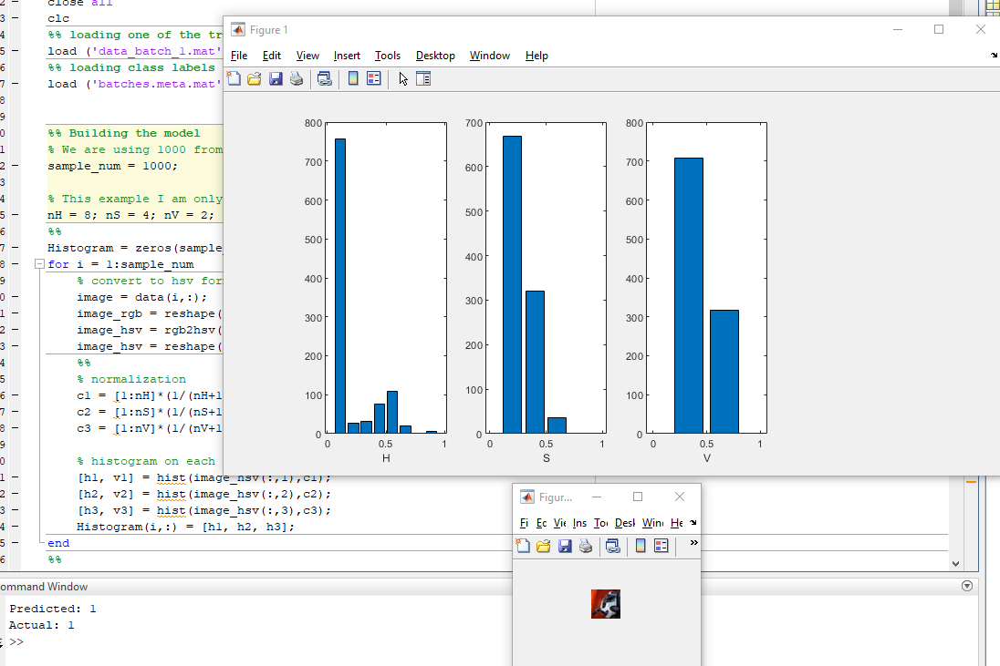 close all
clc
%% loading one of the tr
load ('data_batch_1.mat'
%% loading class labels
load ('batches.meta.mat'
%% Building the model
% We are using 1000 from
sample_num = 1000;
% This example I am only
nH = 8; nS = 4; nV = 2;
%%
Histogram = zeros(sample_
for i = 1:sample_num
% convert to hsv for
image = data(i,:);
image_rgb = reshape(
image_hsv = rgb2hsv(
image_hsv = reshape(
%%
% normalization
c1 = [1:nH]*(1/(nH+1
c2 = [1:nS]*(1/(nS+1
c3 = [1:nV]*(1/(nV+1
% histogram on each
[h1, v1] = hist(image_hsv(:,1),c1);
[h2, v2] = hist(image_hsv(:,2),c2);
[h3, v3] = hist(image_hsv(:,3),c3);
Histogram(i,:) = [h1, h2, h3];
end
%%
Figure 1
File Edit View Insert Tools Desktop Window Help
800
700
600
500
400
300
200
100
0
0 0.5 1
H
700
600
500
400
300
200
100
0
0 0.5 1
S
800
700
600
500
400
300
200
100
0
0 0.5 1
V
Figur...
Fi Ec Vie Ins Toc Desk Winc He
ommand Window
Predicted: 1
Actual: 1
>>